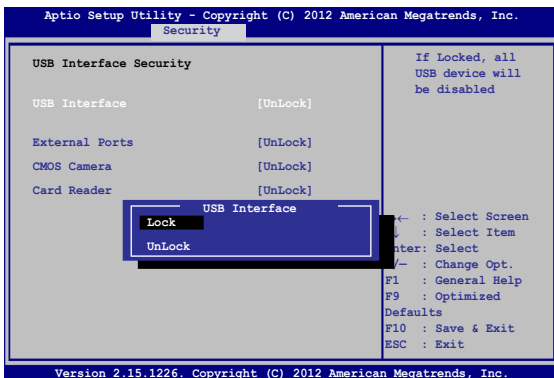 Aptio Setup Utility - Copyright (C) 2012 American Megatrends, Inc.
Security
USB Interface Security
USB Interface [UnLock]
External Ports [UnLock]
CMOS Camera [UnLock]
Card Reader [UnLock]
USB Interface
Lock
UnLock
If Locked, all
USB device will
be disabled
→← : Select Screen
↓ : Select Item
nter: Select
/— : Change Opt.
F1 : General Help
F9 : Optimized
Defaults
F10 : Save & Exit
ESC : Exit
Version 2.15.1226. Copyright (C) 2012 American Megatrends, Inc.